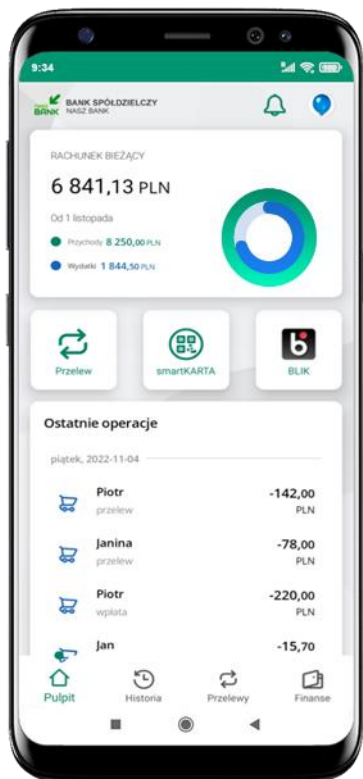 9:34
NASZ BANK
BANK SPÓŁDZIELCZY
NASZ BANK
RACHUNEK BIEŻĄCY
6 841,13 PLN
Od 1 listopada
Przychody 8 250,00 PLN
Wydatki 1 844,50 PLN
Przelew
smartKARTA
BLIK
Ostatnie operacje
piątek, 2022-11-04
Piotr -142,00
przelew PLN
Janina -78,00
przelew PLN
Piotr -220,00
wpłata PLN
Jan -15,70
Pulpit
Historia
Przelewy
Finanse